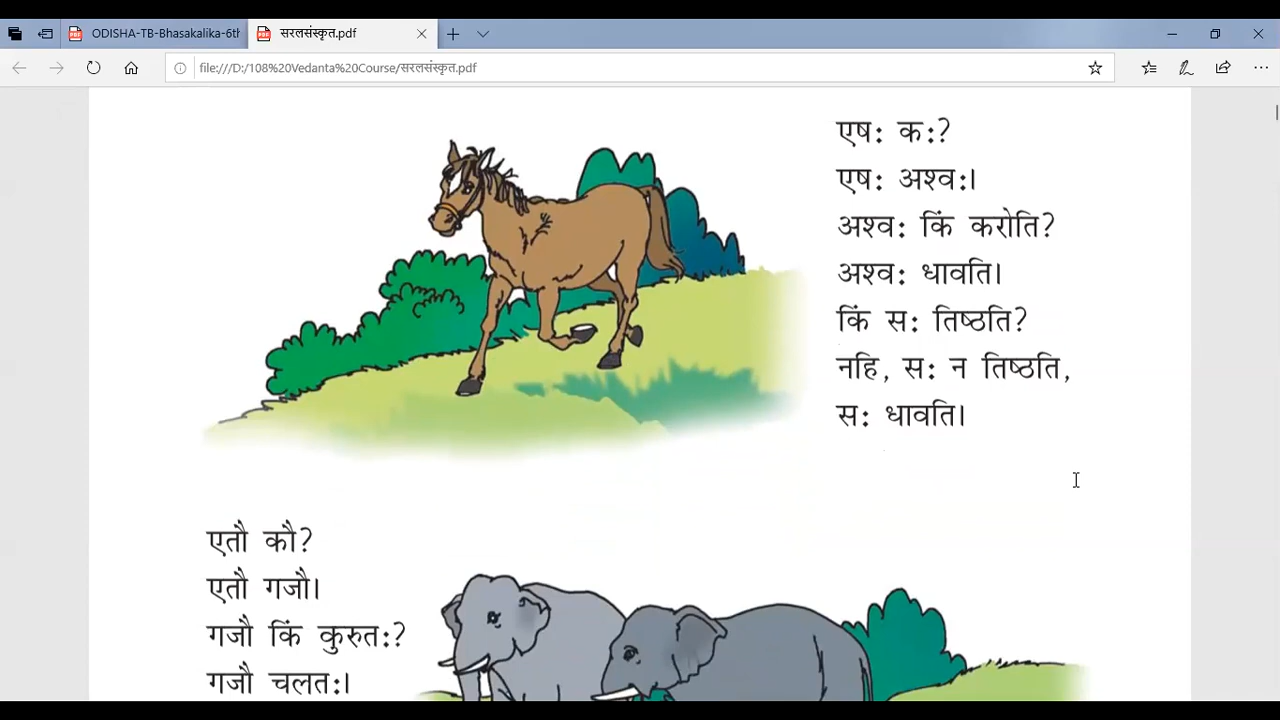 ODISHA-TB-Bhasakalika-6th
सरलसंस्कृत.pdf
file:///D:/108%20Vedanta%20Course/सरलसंस्कृत.pdf
एष: क:?
एष: अश्व:।
अश्व: किं करोति?
अश्व: धावति।
किं स: तिष्ठति?
नहि, स: न तिष्ठति,
स: धावति।
एतौ कौ?
एतौ गजौ।
गजौ किं कुरुत:?
गजौ चलत:।